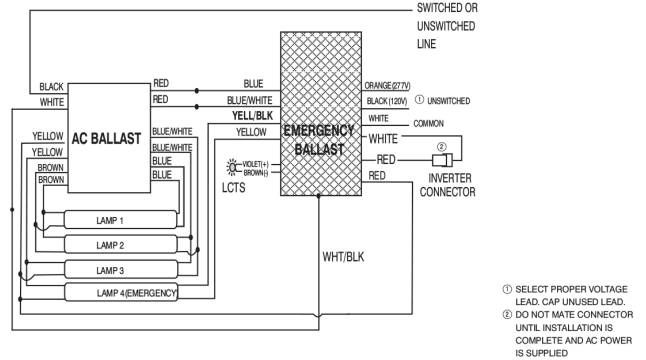 SWITCHED OR
UNSWITCHED
LINE
BLACK
WHITE
YELLOW
YELLOW
BROWN
BROWN
AC BALLAST
RED
RED
BLUE/WHITE
BLUE/WHITE
BLUE
BLUE
BLUE
BLUE/WHITE
YELL/BLK
YELLOW
VIOLET(+)
BROWN(-)
LCTS
EMERGENCY
BALLAST
ORANGE(277V)
BLACK (120V)
① UNSWITCHED
WHITE
COMMON
WHITE
RED
RED
②
INVERTER
CONNECTOR
LAMP 1
LAMP 2
LAMP 3
LAMP 4(EMERGENCY)
WHT/BLK
① SELECT PROPER VOLTAGE
LEAD. CAP UNUSED LEAD.
② DO NOT MATE CONNECTOR
UNTIL INSTALLATION IS
COMPLETE AND AC POWER
IS SUPPLIED